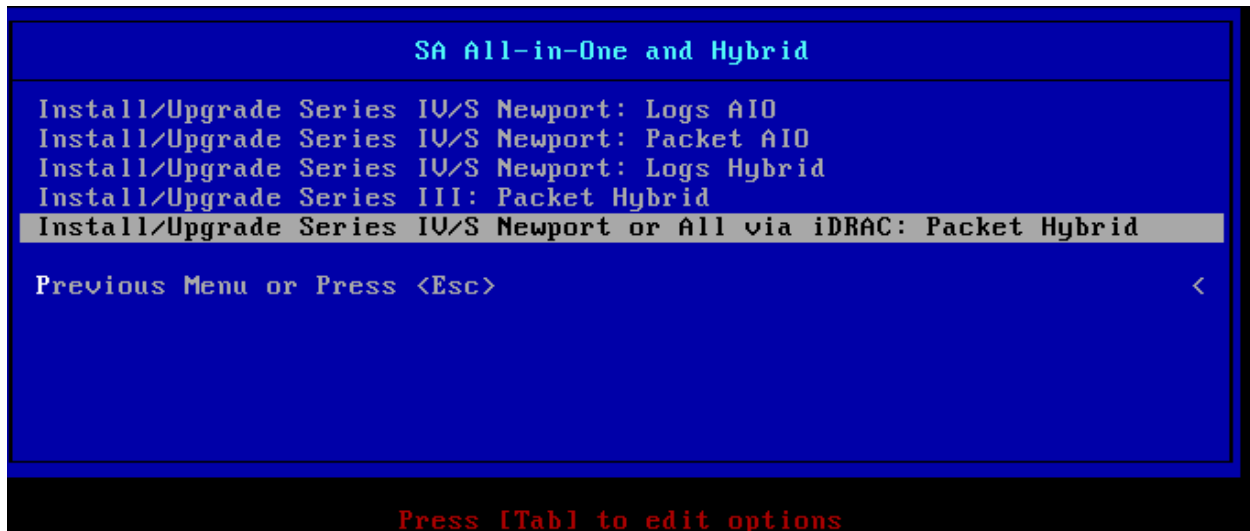 SA All-in-One and Hybrid
Install/Upgrade Series IV/S Newport: Logs AIO
Install/Upgrade Series IV/S Newport: Packet AIO
Install/Upgrade Series IV/S Newport: Logs Hybrid
Install/Upgrade Series III: Packet Hybrid
Install/Upgrade Series IV/S Newport or All via iDRAC: Packet Hybrid
Previous Menu or Press <Esc> <
Press [Tab] to edit options